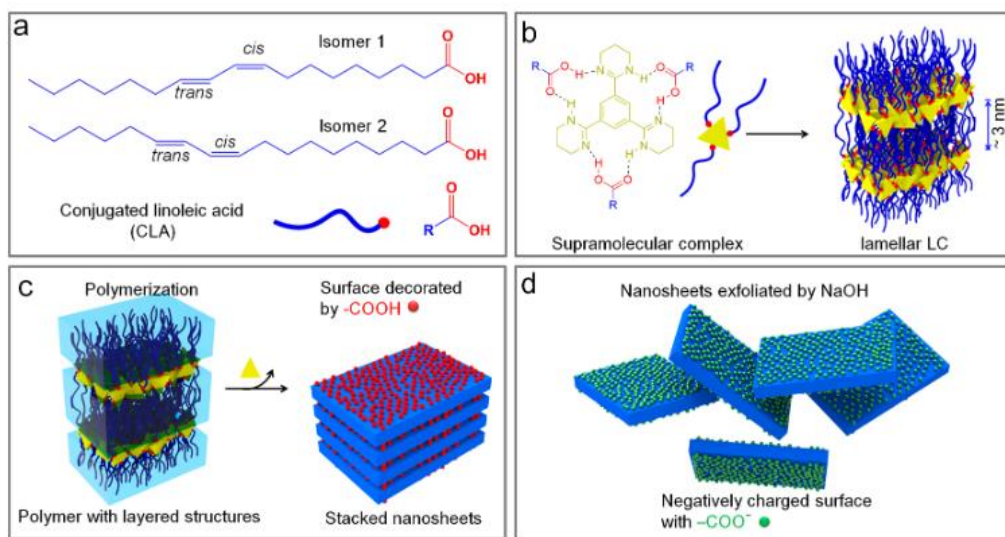 a
Isomer 1
cis
trans
O
OH
Isomer 2
trans
cis
O
OH
Conjugated linoleic acid
(CLA)
R
O
OH
b
R
O
H
O
N
N
H
N
H
N
H
O
O
R
N
H
N
H
O
O
R
Supramolecular complex
~ 3 nm
lamellar LC
c
Polymerization
Surface decorated
by -COOH
Polymer with layered structures
Stacked nanosheets
d
Nanosheets exfoliated by NaOH
Negatively charged surface
with –COO⁻